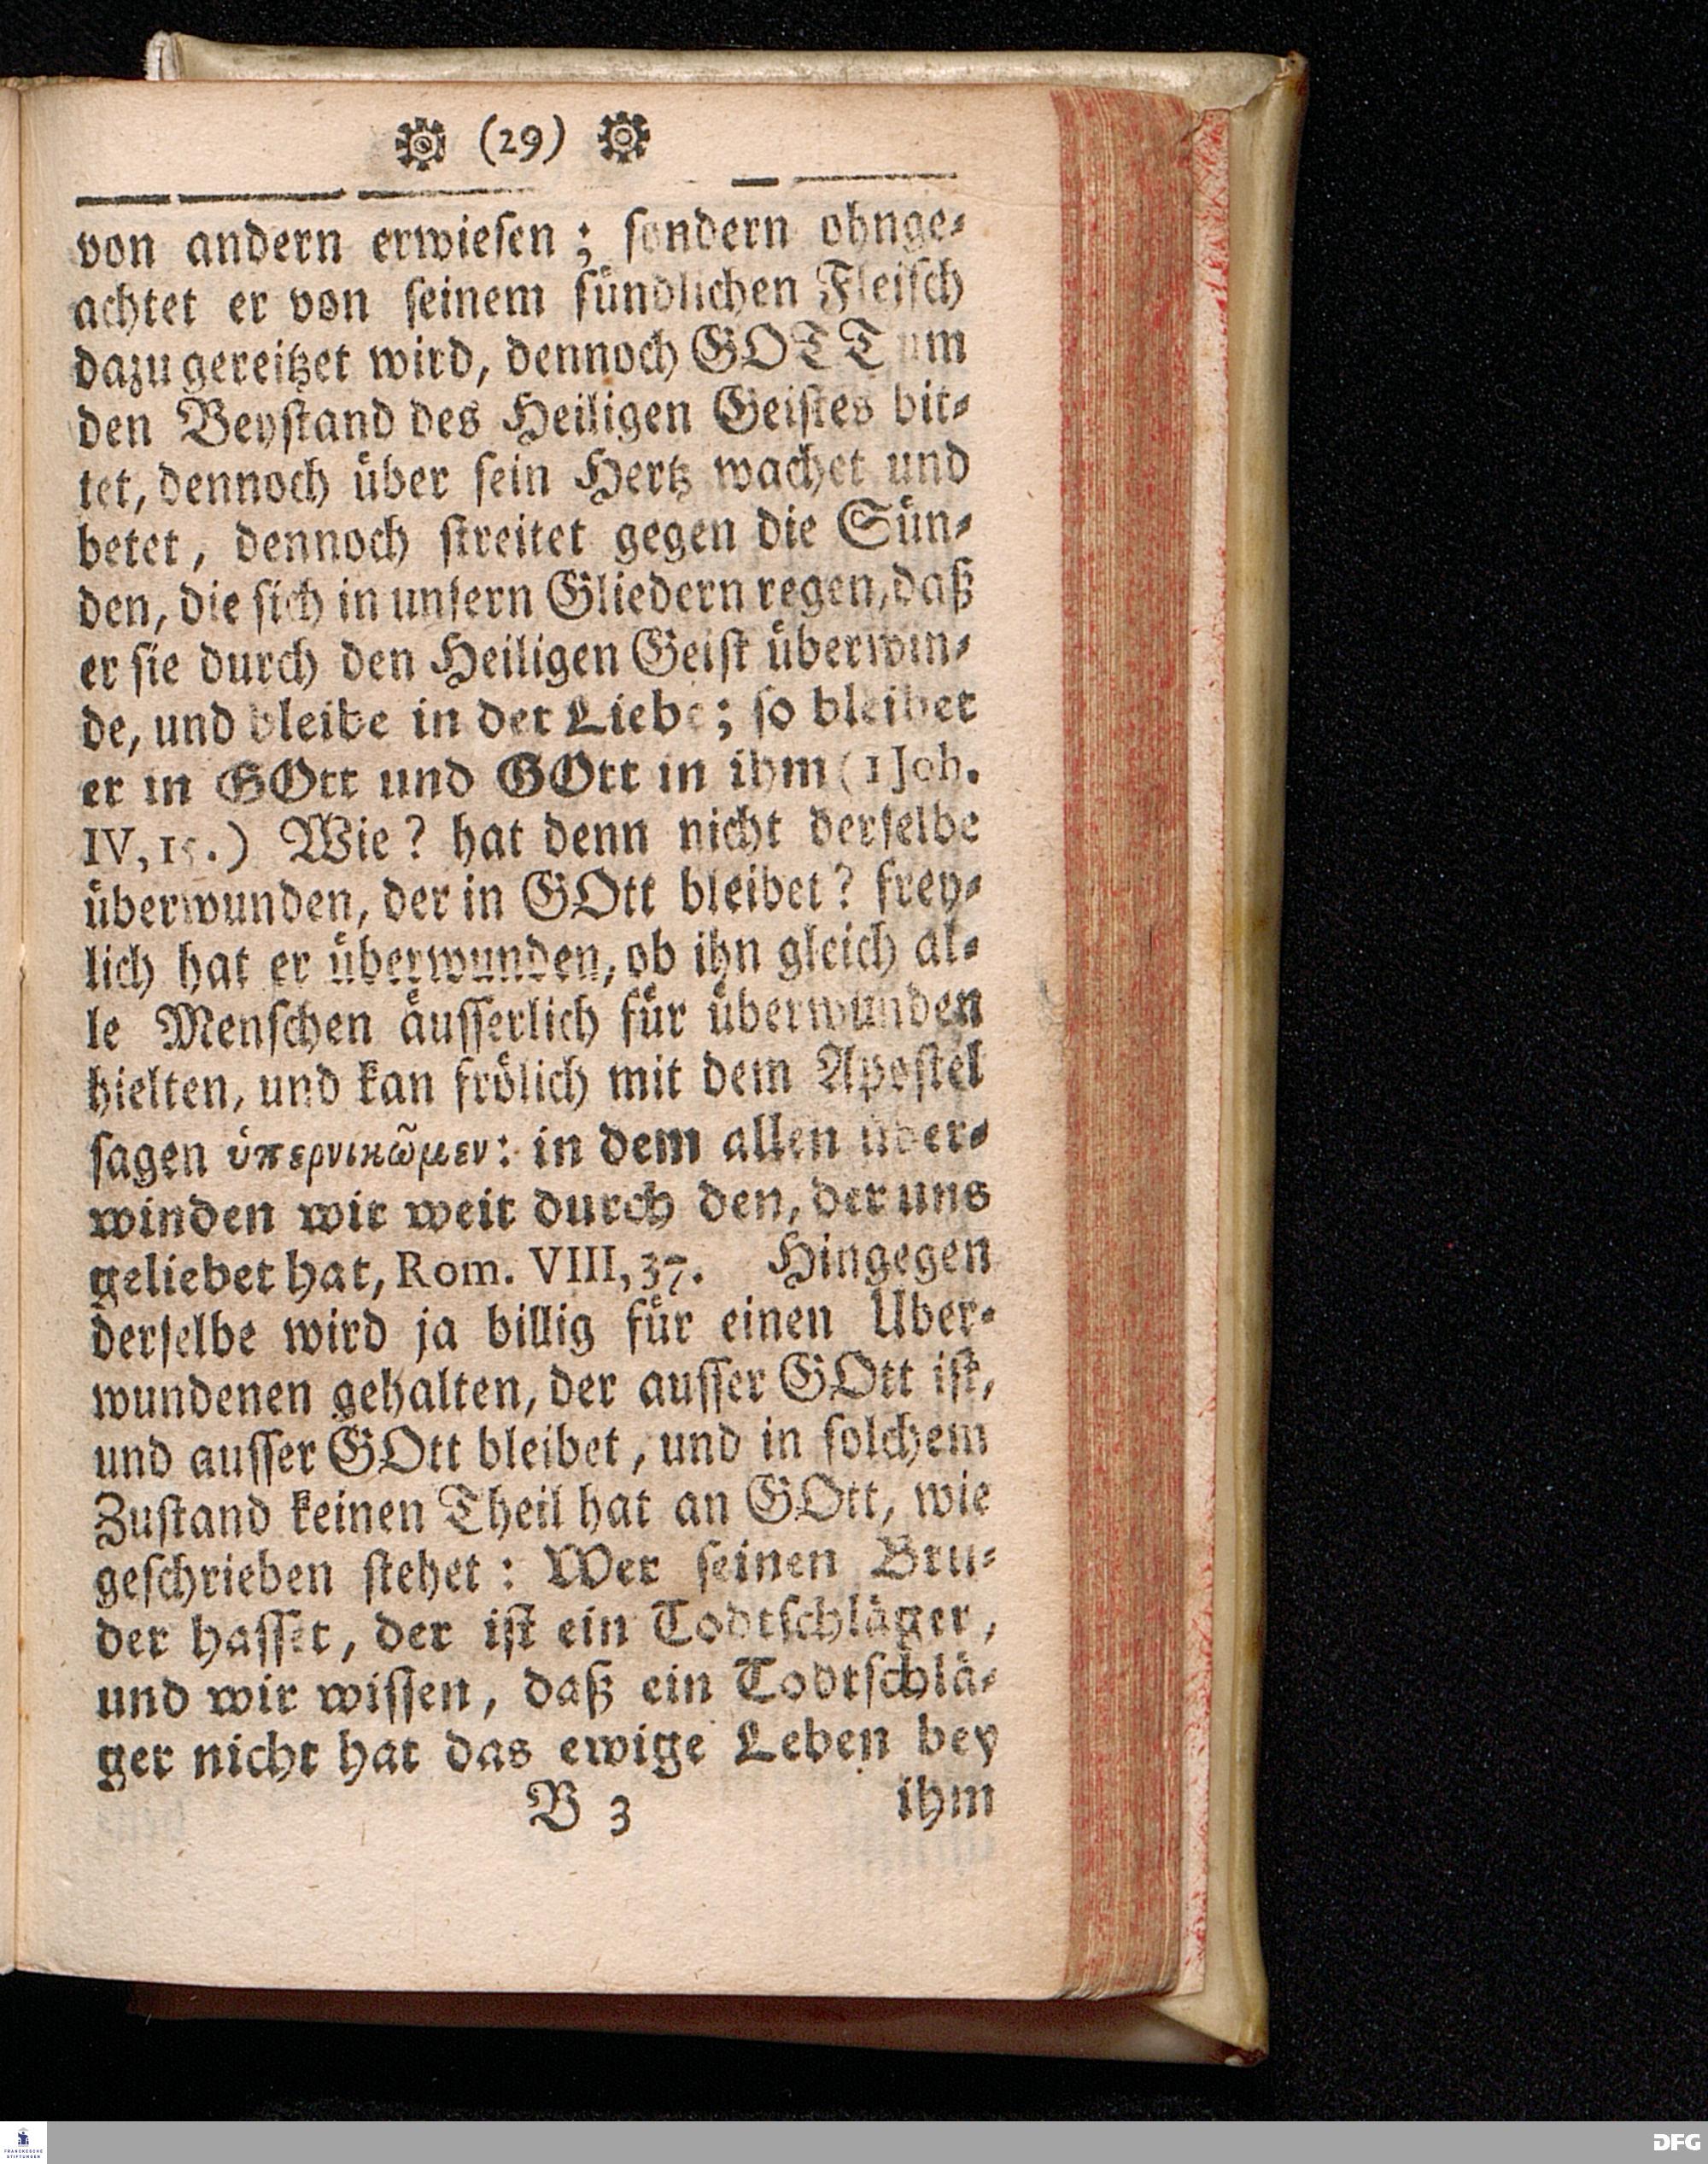 (29)
von andern erwiesen; sondern ohnge-
achtet er von seinem sündlichen Fleisch
dazu gereitzet wird, dennoch GOTT um
den Beystand des Heiligen Geistes bit-
tet, dennoch über sein Hertz wachet und
betet, dennoch streitet gegen die Sün-
den, die sich in unsern Gliedern regen, daß
er sie durch den Heiligen Geist überwin-
de, und bleibe in der Liebe; so bleibet
er in GOtt und GOtt in ihm (1 Joh.
IV, 15.) Wie? hat denn nicht derselbe
überwunden, der in GOtt bleibet? frey-
lich hat er überwunden, ob ihn gleich al-
le Menschen äusserlich für überwunden
hielten, und kan frölich mit dem Apostel
sagen ὑπερνικῶμεν: in dem allen über-
winden wir weit durch den, der uns
geliebet hat, Rom. VIII, 37. Hingegen
derselbe wird ja billig für einen Uber-
wundenen gehalten, der ausser GOtt ist,
und ausser GOtt bleibet, und in solchem
Zustand keinen Theil hat an GOtt, wie
geschrieben stehet: Wer seinen Bru-
der hasset, der ist ein Todtschläger,
und wir wissen, daß ein Todtschlä-
ger nicht hat das ewige Leben bey
B 3 ihm
FRANCKESCHE
STIFTUNGEN
DFG